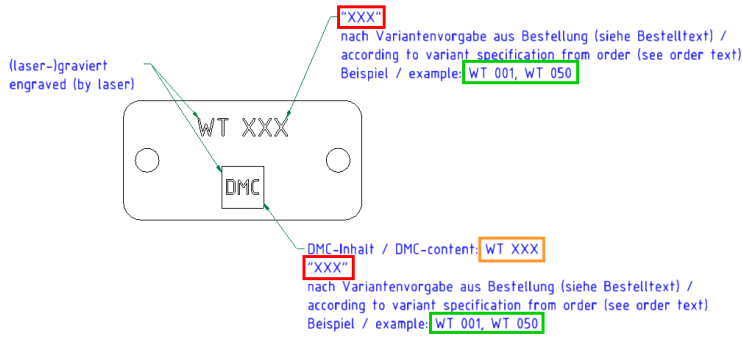 "XXX"
nach Variantenvorgabe aus Bestellung (siehe Bestelltext) /
according to variant specification from order (see order text)
Beispiel / example: WT 001, WT 050
(laser-)graviert
engraved (by laser)
WT XXX
DMC
DMC-Inhalt / DMC-content: WT XXX
"XXX"
nach Variantenvorgabe aus Bestellung (siehe Bestelltext) /
according to variant specification from order (see order text)
Beispiel / example: WT 001, WT 050